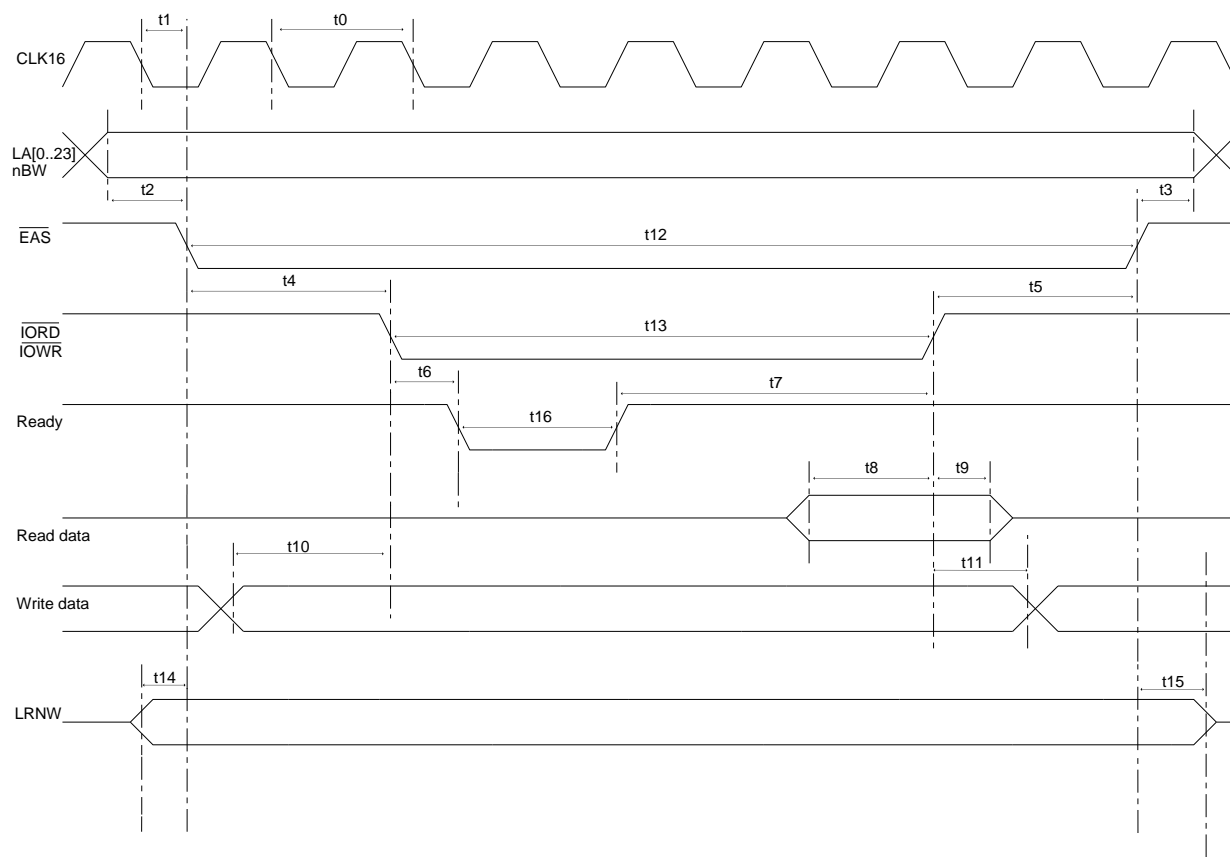 t1
t0
CLK16
LA[0..23]
nBW
t2
t3
EAS
t12
t4
t5
IORD
IOWR
t13
t6
t7
Ready
t16
t8
t9
Read data
t10
t11
Write data
t14
t15
LRNW